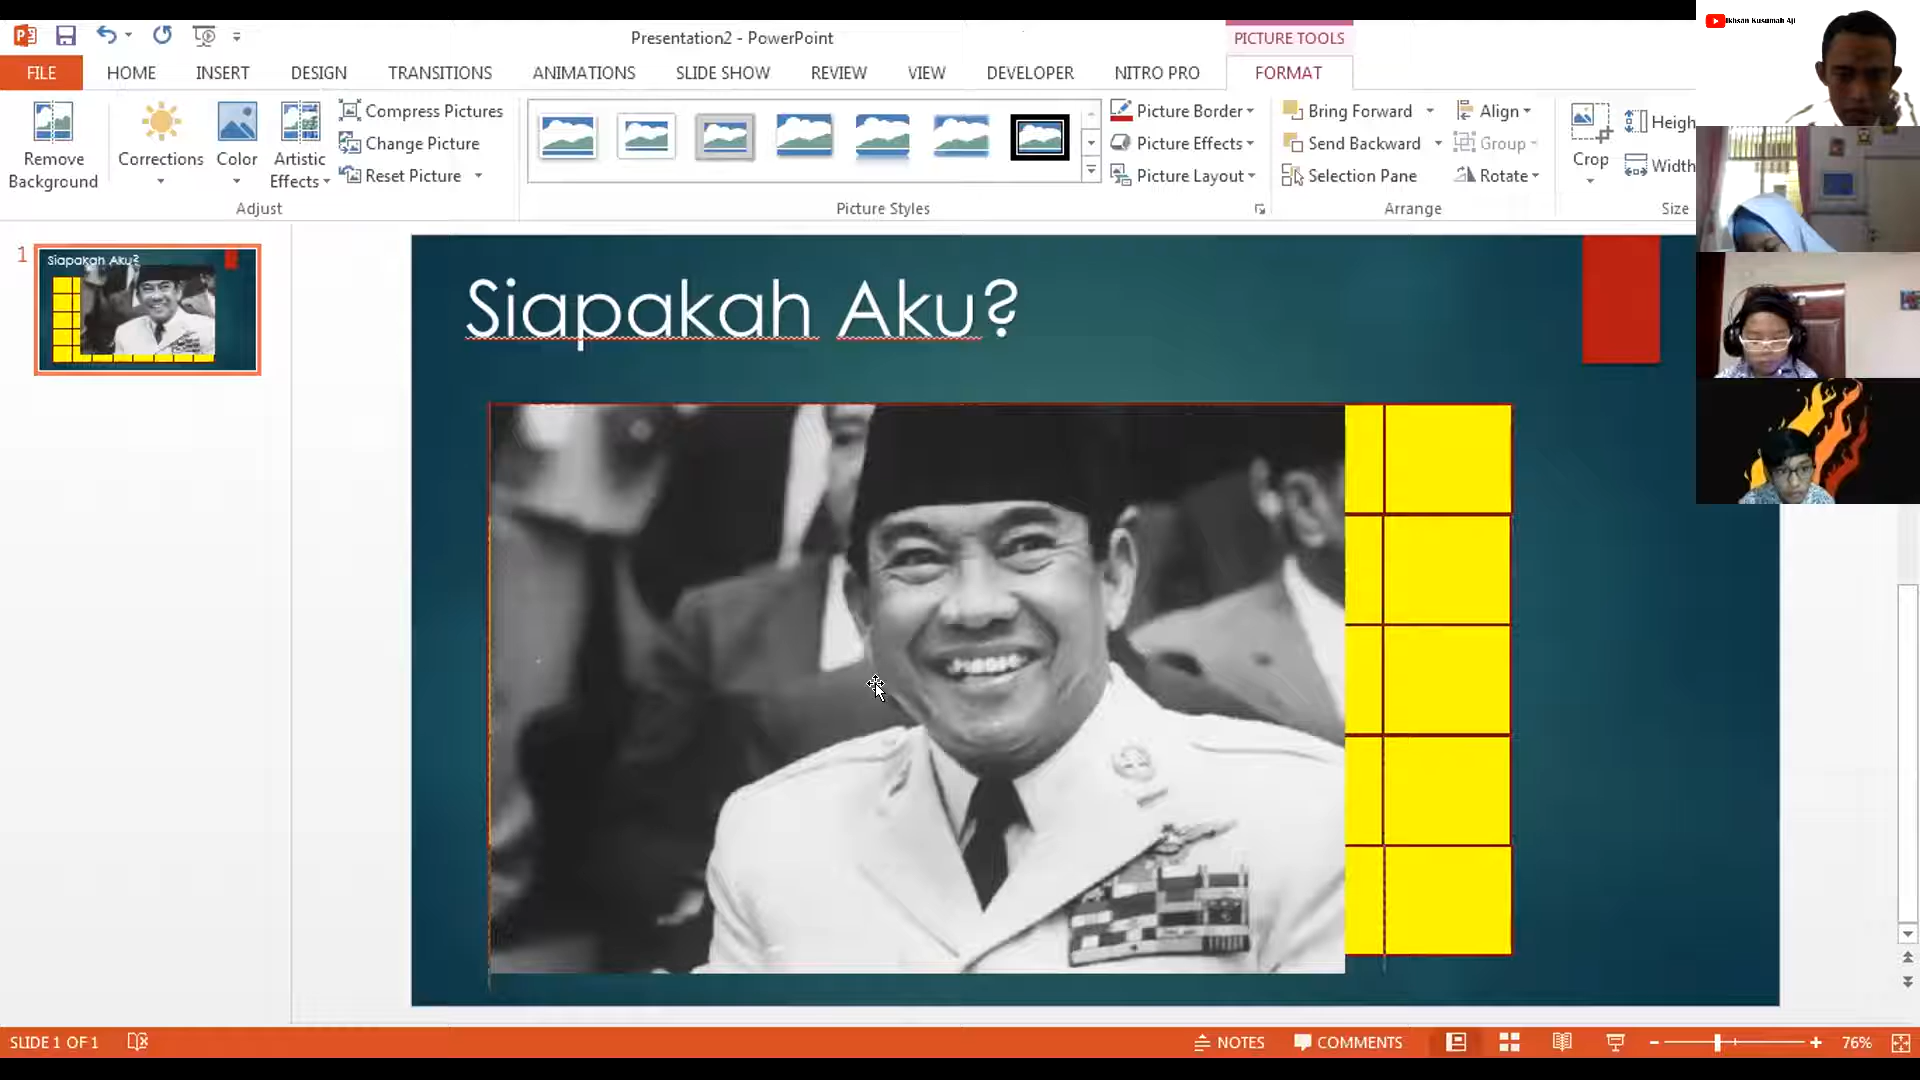 Ikhsan Kusumah Aji
Presentation2 - PowerPoint
PICTURE TOOLS
FILE HOME INSERT DESIGN TRANSITIONS ANIMATIONS SLIDE SHOW REVIEW VIEW DEVELOPER NITRO PRO FORMAT
Remove Background
Corrections
Color
Artistic Effects
Compress Pictures
Change Picture
Reset Picture
Adjust
Picture Styles
Picture Border
Picture Effects
Picture Layout
Bring Forward
Send Backward
Selection Pane
Align
Group
Rotate
Arrange
Crop
Heigh
Width
Size
1
Siapakah Aku?
Siapakah Aku?
SLIDE 1 OF 1
NOTES
COMMENTS
76%